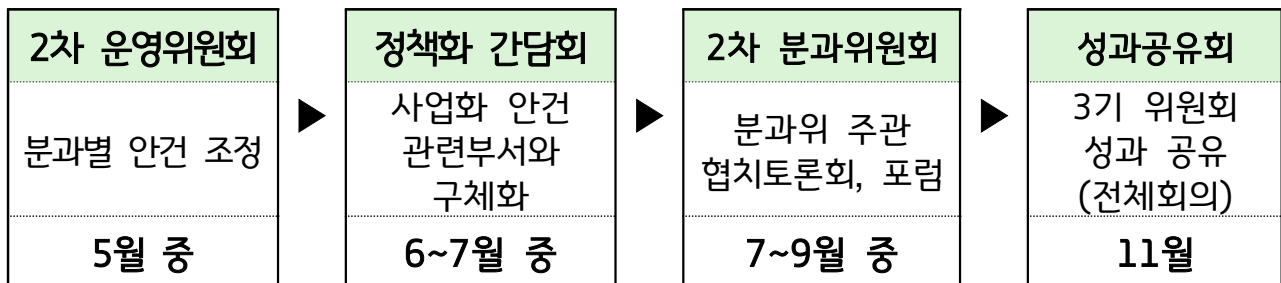 2차 운영위원회
분과별 안건 조정
5월 중
▶
정책화 간담회
사업화 안건
관련부서와
구체화
6~7월 중
▶
2차 분과위원회
분과위 주관
협치토론회, 포럼
7~9월 중
▶
성과공유회
3기 위원회
성과 공유
(전체회의)
11월